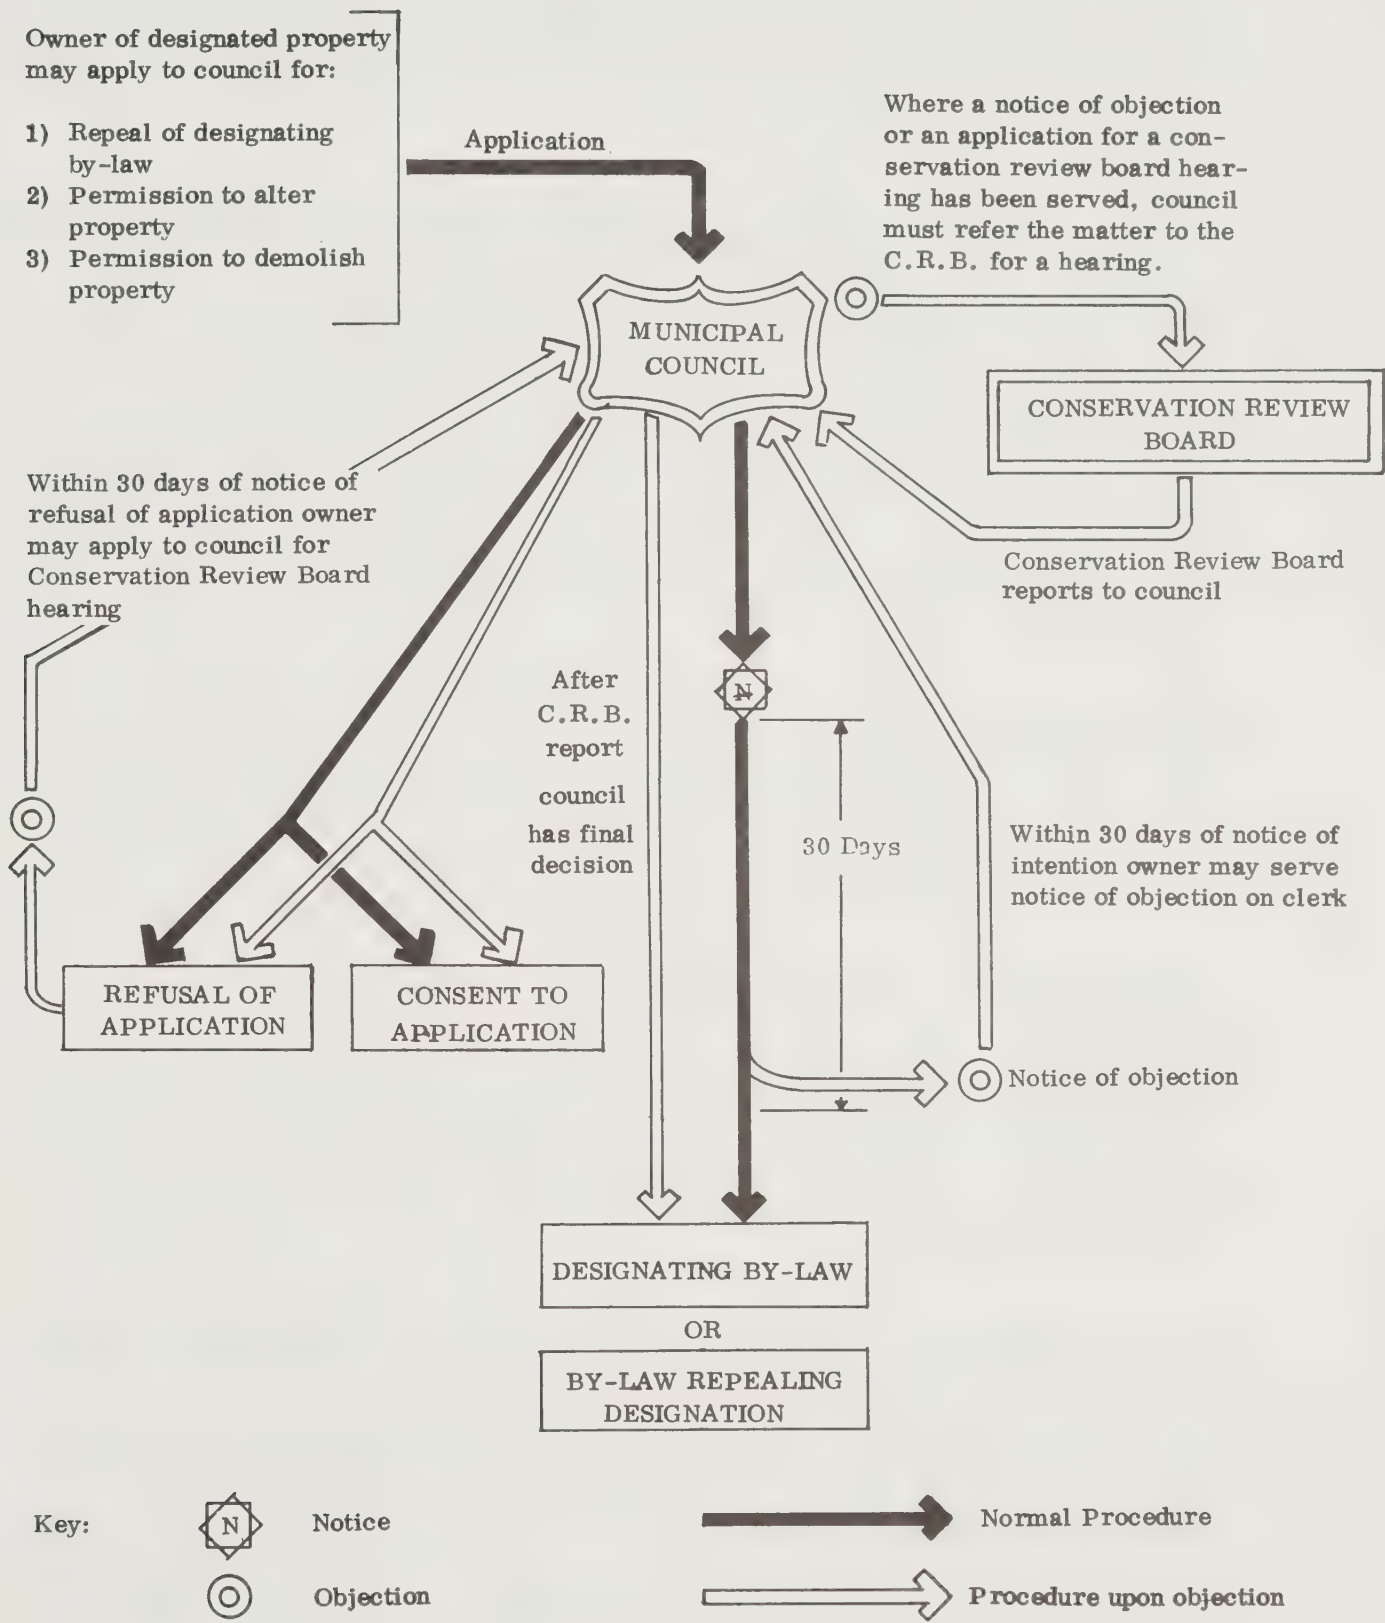 Owner of designated property
may apply to council for:
1) Repeal of designating
by-law
2) Permission to alter
property
3) Permission to demolish
property
Application
Where a notice of objection
or an application for a con-
servation review board hear-
ing has been served, council
must refer the matter to the
C.R.B. for a hearing.
MUNICIPAL
COUNCIL
CONSERVATION REVIEW
BOARD
Within 30 days of notice of
refusal of application owner
may apply to council for
Conservation Review Board
hearing
Conservation Review Board
reports to council
After
C.R.B.
report
council
has final
decision
N
30 Days
Within 30 days of notice of
intention owner may serve
notice of objection on clerk
REFUSAL OF
APPLICATION
CONSENT TO
APPLICATION
Notice of objection
DESIGNATING BY-LAW
OR
BY-LAW REPEALING
DESIGNATION
Key:
N
Notice
Normal Procedure
Objection
Procedure upon objection